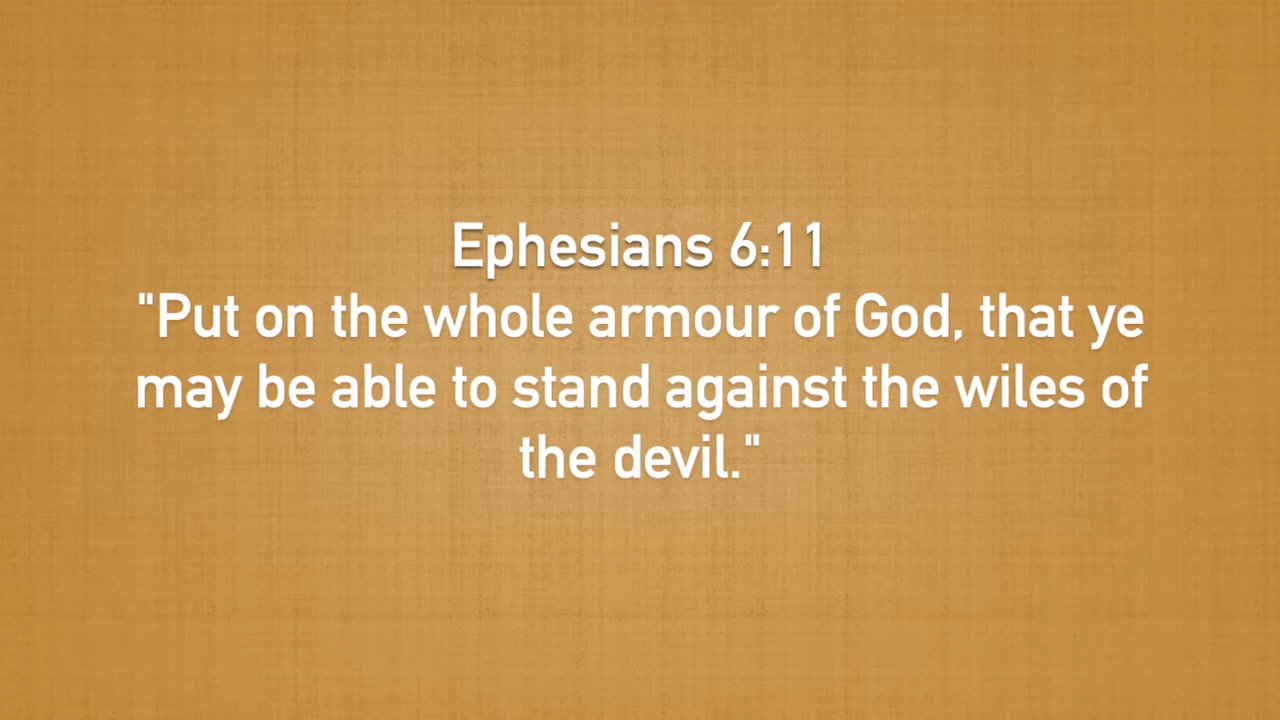 Ephesians 6:11
"Put on the whole armour of God, that ye
may be able to stand against the wiles of
the devil."